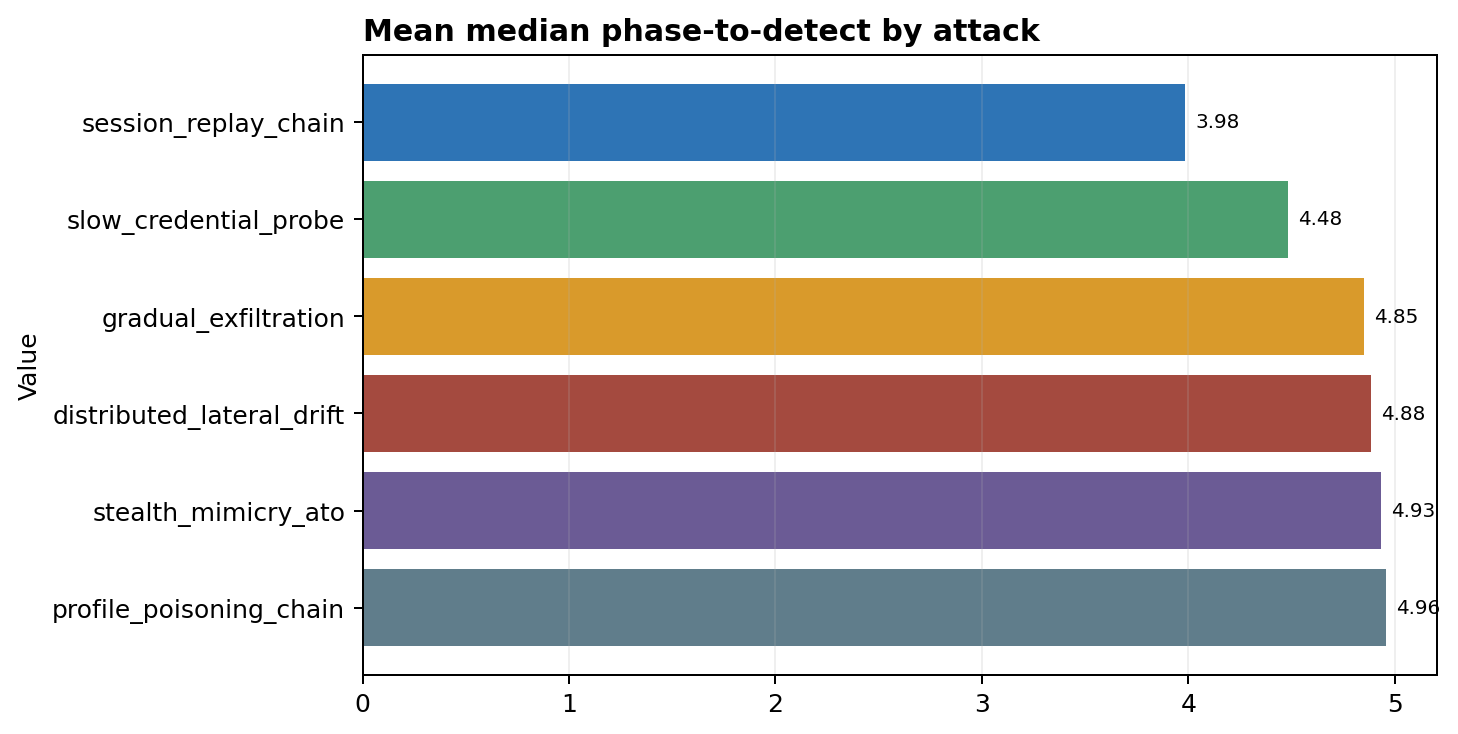 Mean median phase-to-detect by attack
session_replay_chain
3.98
slow_credential_probe
4.48
gradual_exfiltration
4.85
Value
distributed_lateral_drift
4.88
stealth_mimicry_ato
4.93
profile_poisoning_chain
4.96
0 1 2 3 4 5